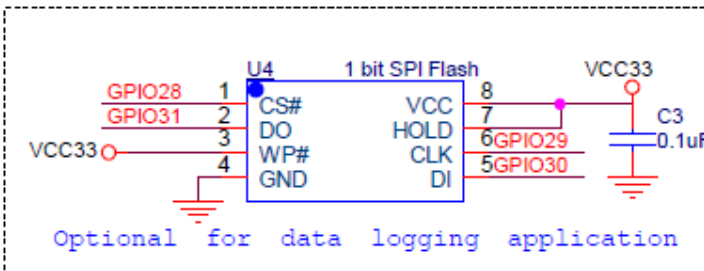 U4 1 bit SPI Flash VCC33
GPIO28 1 CS# VCC 8
GPIO31 2 DO HOLD 7 C3
VCC33 3 WP# CLK 6 GPIO29 0.1uF
4 GND DI 5 GPIO30
Optional for data logging application